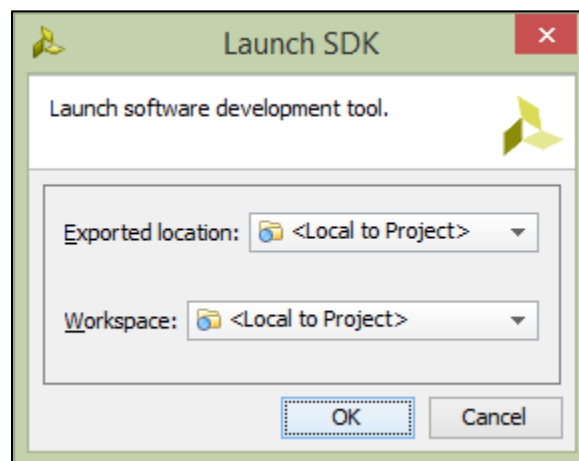 Launch SDK
Launch software development tool.
Exported location: <Local to Project>
Workspace: <Local to Project>
OK Cancel